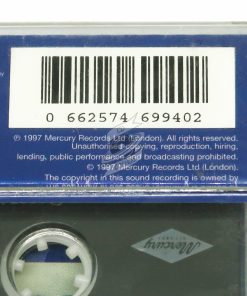 0 662574 699402
℗ 1997 Mercury Records Ltd (London). All rights reserved.
Unauthorised copying, reproduction, hiring,
lending, public performance and broadcasting prohibited.
© 1997 Mercury Records Ltd (London).
The copyright in this sound recording is owned by
Mercury